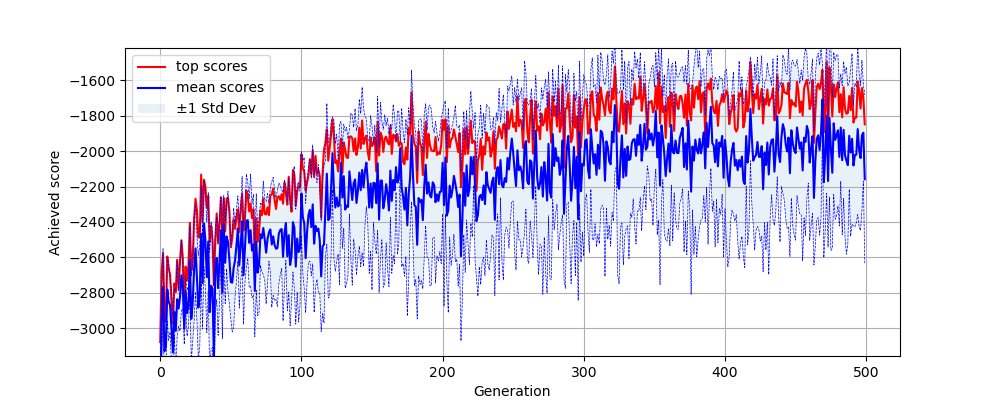 top scores
mean scores
±1 Std Dev
Achieved score
−1600
−1800
−2000
−2200
−2400
−2600
−2800
−3000
0 100 200 300 400 500
Generation